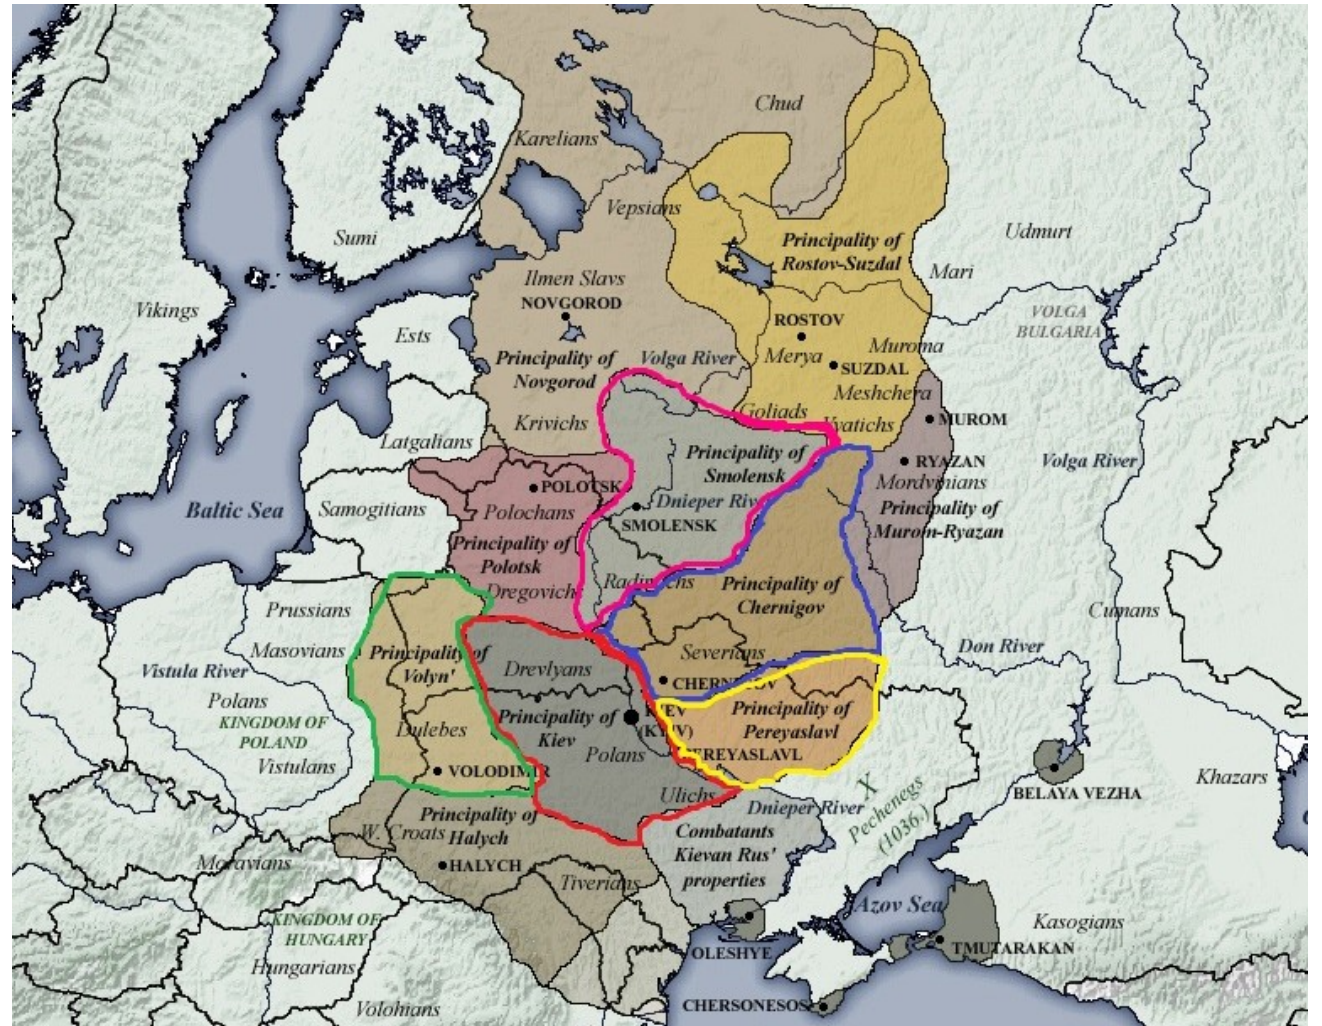 Chud
Karelians
Vepsians
Sumi
Principality of
Rostov-Suzdal
Udmurt
Mari
Ilmen Slavs
NOVGOROD
Vikings
Ests
ROSTOV
VOLGA
BULGARIA
Principality of
Novgorod
Volga River
Merya
Muroma
SUZDAL
Meshchera
Goliads
MUROM
Krivichs
Vyatichs
Latgalians
Principality of
Smolensk
RYAZAN
Volga River
Mordvinians
POLOTSK
Baltic Sea
Samogitians
Polochans
Dnieper Riv
SMOLENSK
Principality of
Murom-Ryazan
Principality of
Polotsk
Dregovichs
Radimichs
Principality of
Chernigov
Prussians
Cumans
Masovians
Principality of
Volyn'
Drevlyans
Severians
Don River
Vistula River
CHERNIGOV
Polans
KINGDOM OF
POLAND
Dulebes
Principality of
Kiev
KIEV
(KYIV)
Principality of
Pereyaslavl
Vistulans
Polans
PEREYASLAVL
VOLODIMIR
Khazars
Ulichs
Dnieper River
X
Pechenegs
(1036.)
BELAYA VEZHA
Principality of
Halych
W. Croats
Combatants
Kievan Rus'
properties
Moravians
HALYCH
Tiverians
KINGDOM OF
HUNGARY
Azov Sea
Kasogians
OLESHYE
TMUTARAKAN
Hungarians
Volohians
CHERSONESOS